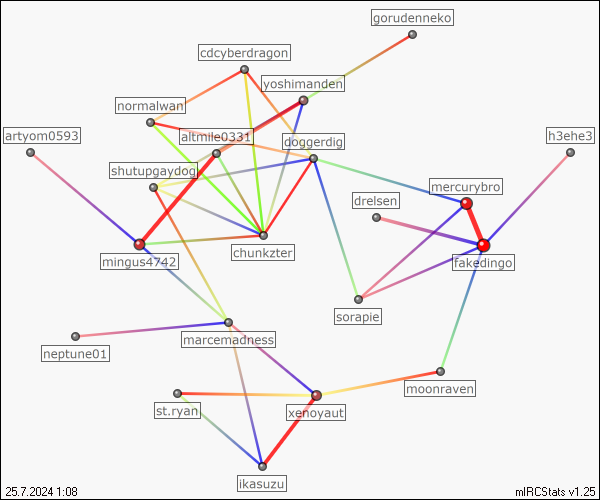 gorudenneko
cdcyberdragon
yoshimanden
normalwan
artyom0593
altmile0331
doggerdig
h3ehe3
shutupgaydog
mercurybro
drelsen
chunkzter
mingus4742
fakedingo
sorapie
marcemadness
neptune01
moonraven
st.ryan
xenoyaut
ikasuzu
25.7.2024 1:08
mIRCStats v1.25